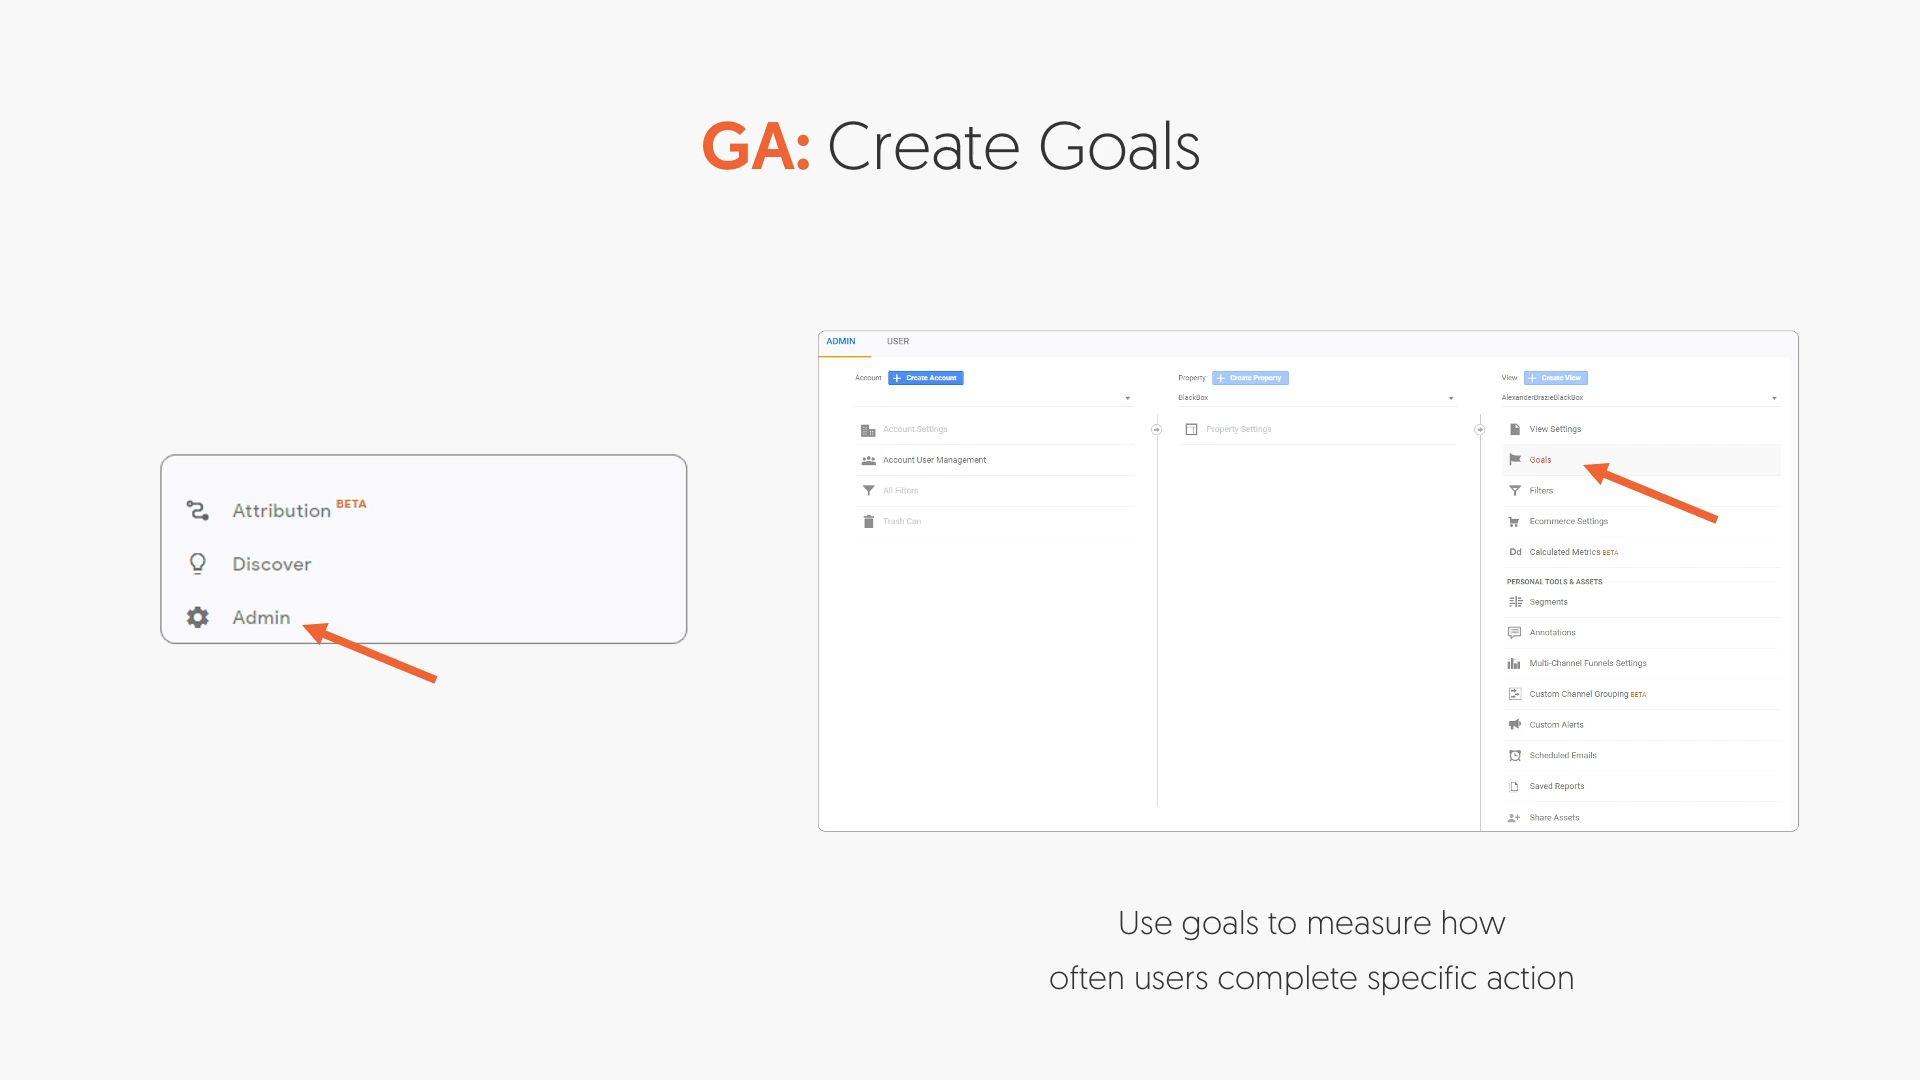 GA: Create Goals
Attribution BETA
Discover
Admin
ADMIN USER
Account + Create Account
Account Settings
Account User Management
All Filters
Trash Can
Property + Create Property
BlackBox
Property Settings
View + Create View
AlexanderBrazieBlackBox
View Settings
Goals
Filters
Ecommerce Settings
Dd Calculated Metrics BETA
PERSONAL TOOLS & ASSETS
Segments
Annotations
Multi-Channel Funnels Settings
Custom Channel Grouping BETA
Custom Alerts
Scheduled Emails
Saved Reports
Share Assets
Use goals to measure how
often users complete specific action